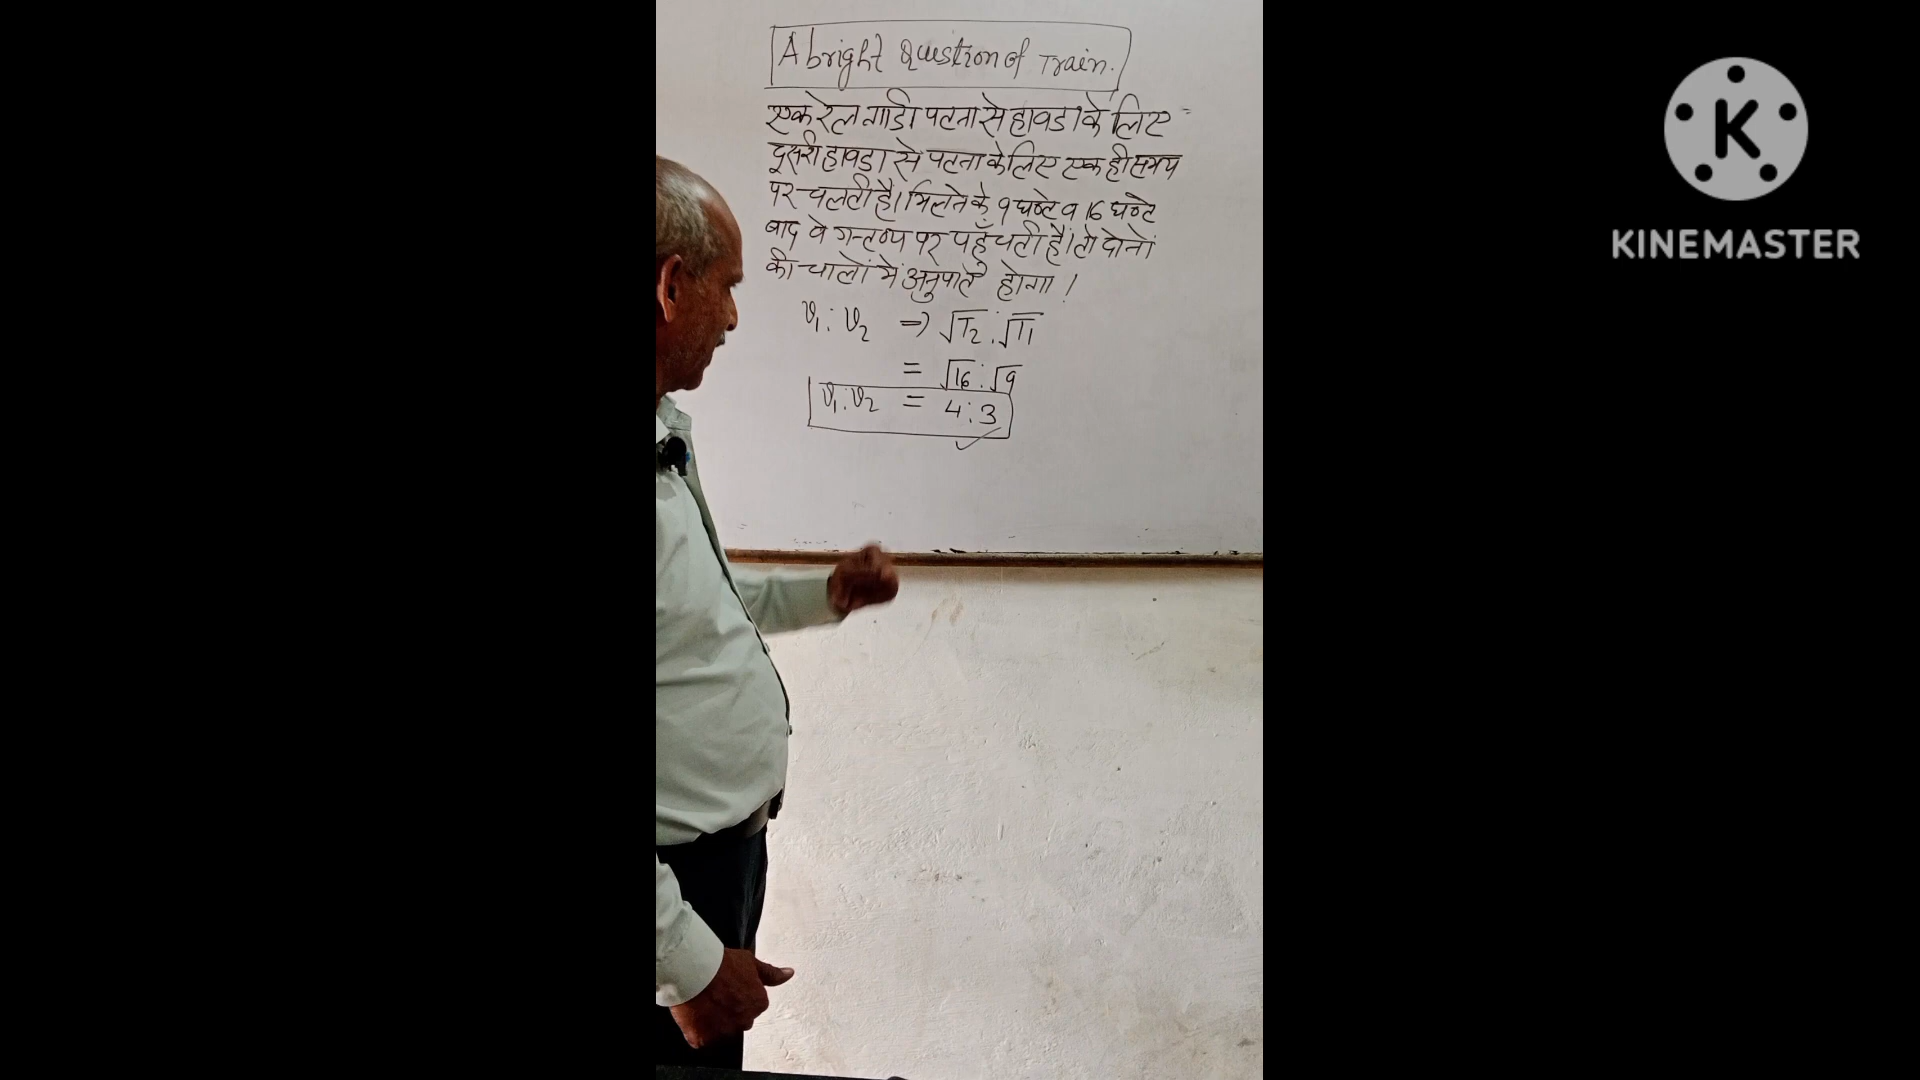 A bright Question of Train.
एक रेल गाडी पटना से हावडा के लिए
दूसरी हावडा से पटना के लिए एक ही समय
पर चलती है। मिलने के 9 घण्टे व 16 घण्टे
बाद वे गन्तव्य पर पहुँचती हैं। तो दोनों
की चालों में अनुपात होगा!
V₁ : V₂ ⇒ √T₂ : √T₁
= √16 : √9
V₁ : V₂ = 4 : 3
K
KINEMASTER